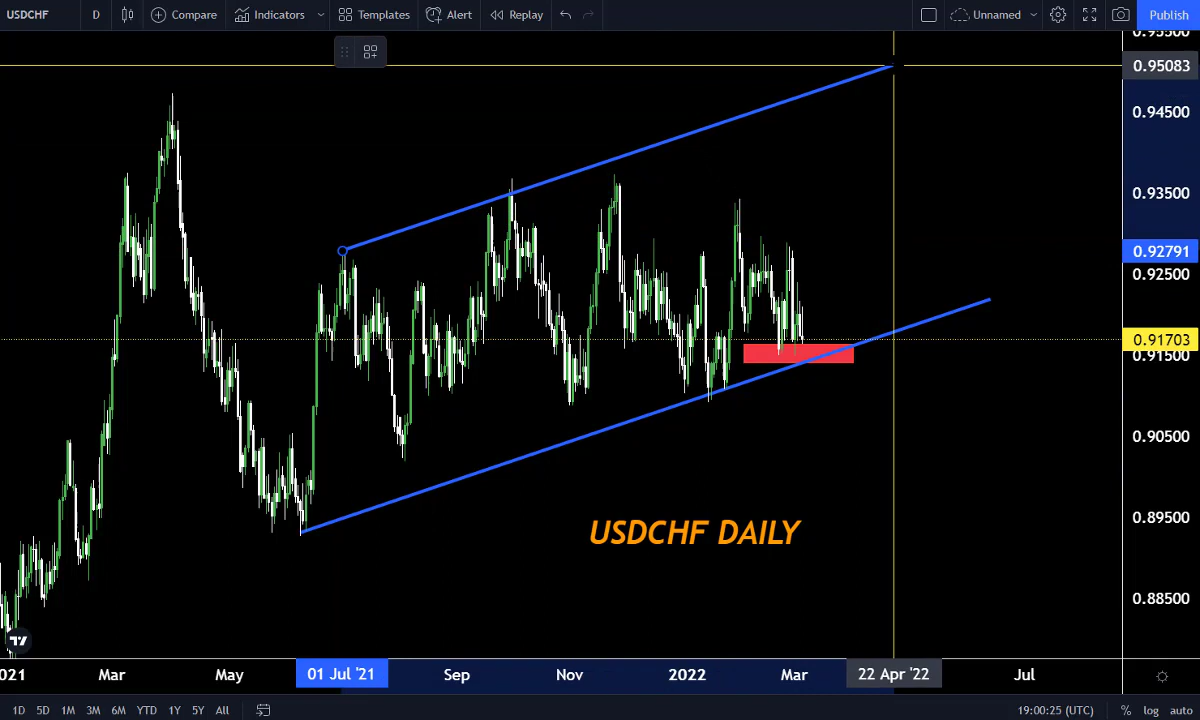 USDCHF D Compare Indicators Templates Alert Replay Unnamed Publish
0.95083
0.94500
0.93500
0.92791
0.92500
0.91703
0.91500
0.90500
USDCHF DAILY
0.89500
0.88500
Mar May 01 Jul '21 Sep Nov 2022 Mar 22 Apr '22 Jul
1D 5D 1M 3M 6M YTD 1Y 5Y All 19:00:25 (UTC) % log auto